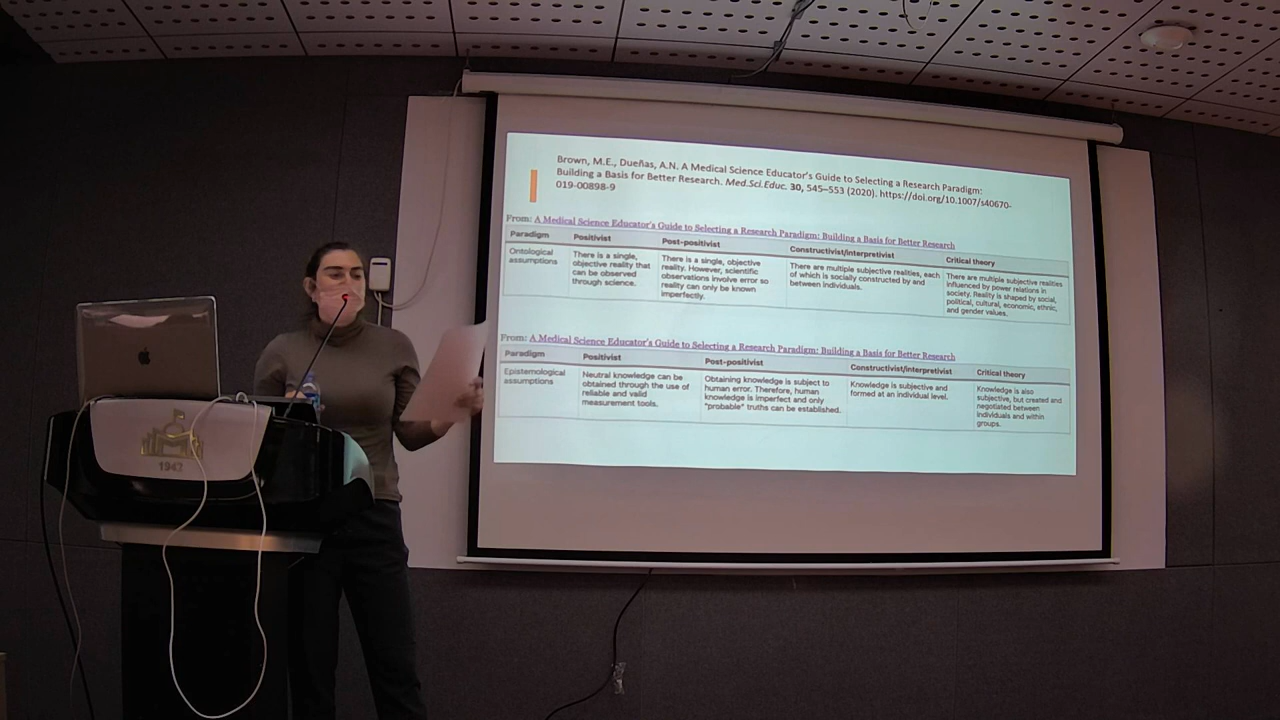 Brown, M.E., Dueñas, A.N. A Medical Science Educator's Guide to Selecting a Research Paradigm:
Building a Basis for Better Research. Med.Sci.Educ. 30, 545–553 (2020). https://doi.org/10.1007/s40670-
019-00898-9
From: A Medical Science Educator's Guide to Selecting a Research Paradigm: Building a Basis for Better Research
Paradigm Positivist Post-positivist Constructivist/interpretivist Critical theory
Ontological
assumptions
There is a single,
objective reality that
can be observed
through science.
There is a single, objective
reality. However, scientific
observations involve error so
reality can only be known
imperfectly.
There are multiple subjective realities, each
of which is socially constructed by and
between individuals.
There are multiple subjective realities
influenced by power relations in
society. Reality is shaped by social,
political, cultural, economic, ethnic,
and gender values.
From: A Medical Science Educator's Guide to Selecting a Research Paradigm: Building a Basis for Better Research
Paradigm Positivist Post-positivist Constructivist/interpretivist Critical theory
Epistemological
assumptions
Neutral knowledge can be
obtained through the use of
reliable and valid
measurement tools.
Obtaining knowledge is subject to
human error. Therefore, human
knowledge is imperfect and only
"probable" truths can be established.
Knowledge is subjective and
formed at an individual level.
Knowledge is also
subjective, but created and
negotiated between
individuals and within
groups.
1947